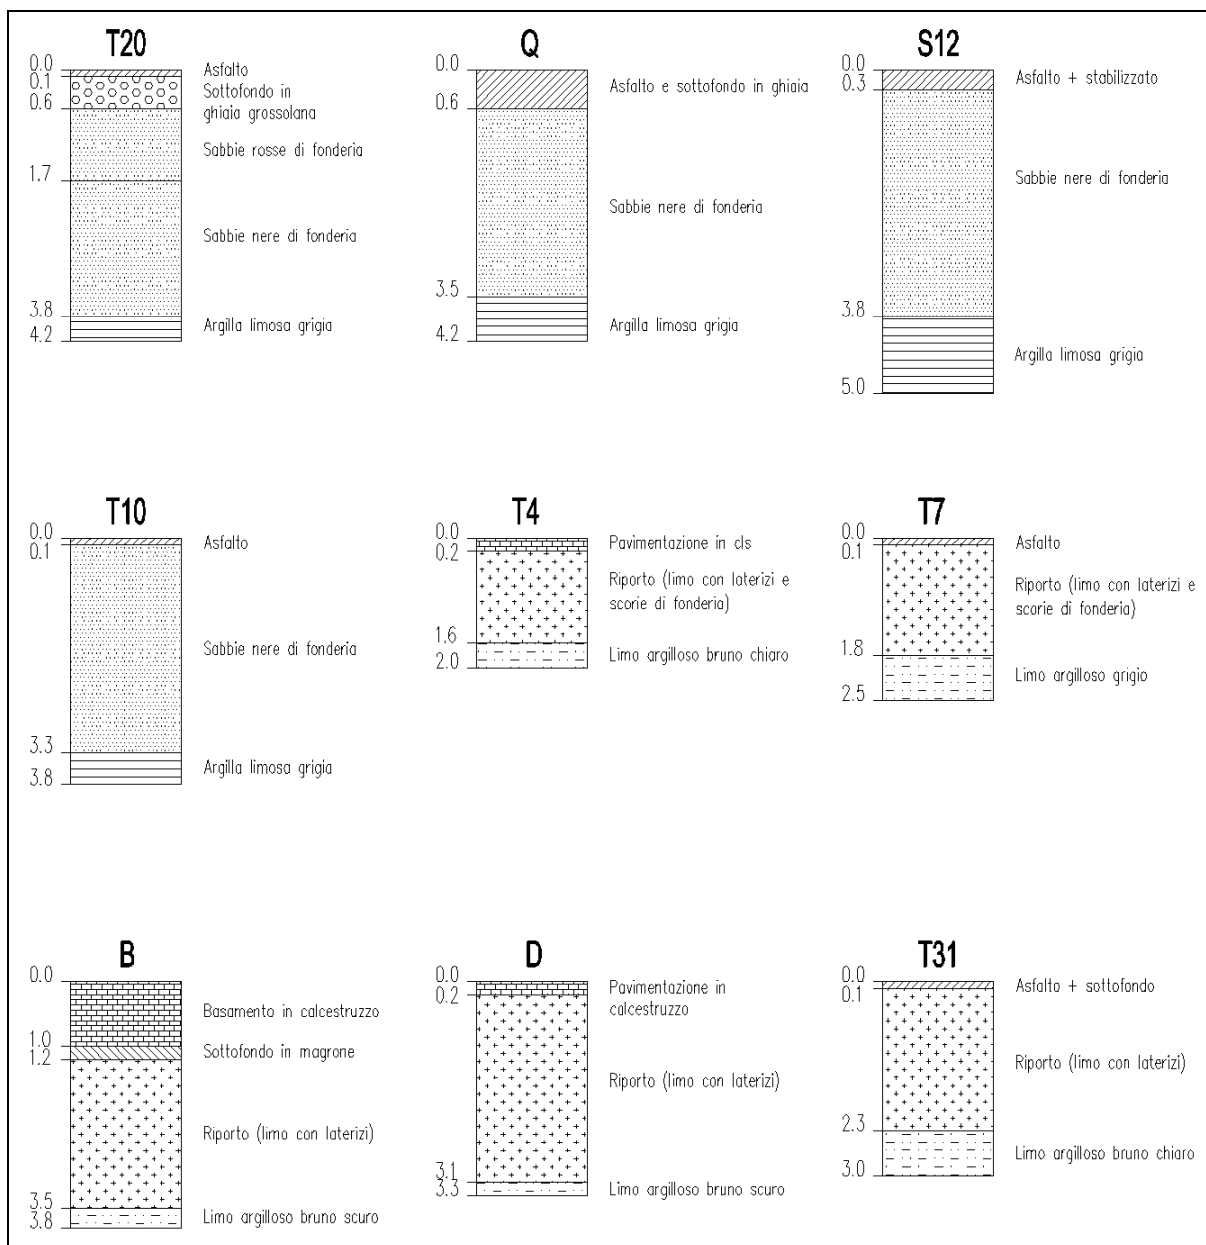 T20
0.0
Asfalto
0.1
Sottofondo in
0.6
ghiaia grossolana
Sabbie rosse di fonderia
1.7
Sabbie nere di fonderia
3.8
Argilla limosa grigia
4.2
Q
0.0
Asfalto e sottofondo in ghiaia
0.6
Sabbie nere di fonderia
3.5
Argilla limosa grigia
4.2
S12
0.0
Asfalto + stabilizzato
0.3
Sabbie nere di fonderia
3.8
Argilla limosa grigia
5.0
T10
0.0
Asfalto
0.1
Sabbie nere di fonderia
3.3
Argilla limosa grigia
3.8
T4
0.0
Pavimentazione in cls
0.2
Riporto (limo con laterizi e
scorie di fonderia)
1.6
Limo argilloso bruno chiaro
2.0
T7
0.0
Asfalto
0.1
Riporto (limo con laterizi e
scorie di fonderia)
1.8
Limo argilloso grigio
2.5
B
0.0
Basamento in calcestruzzo
1.0
Sottofondo in magrone
1.2
Riporto (limo con laterizi)
3.5
Limo argilloso bruno scuro
3.8
D
0.0
Pavimentazione in
0.2
calcestruzzo
Riporto (limo con laterizi)
3.1
Limo argilloso bruno scuro
3.3
T31
0.0
Asfalto + sottofondo
0.1
Riporto (limo con laterizi)
2.3
Limo argilloso bruno chiaro
3.0